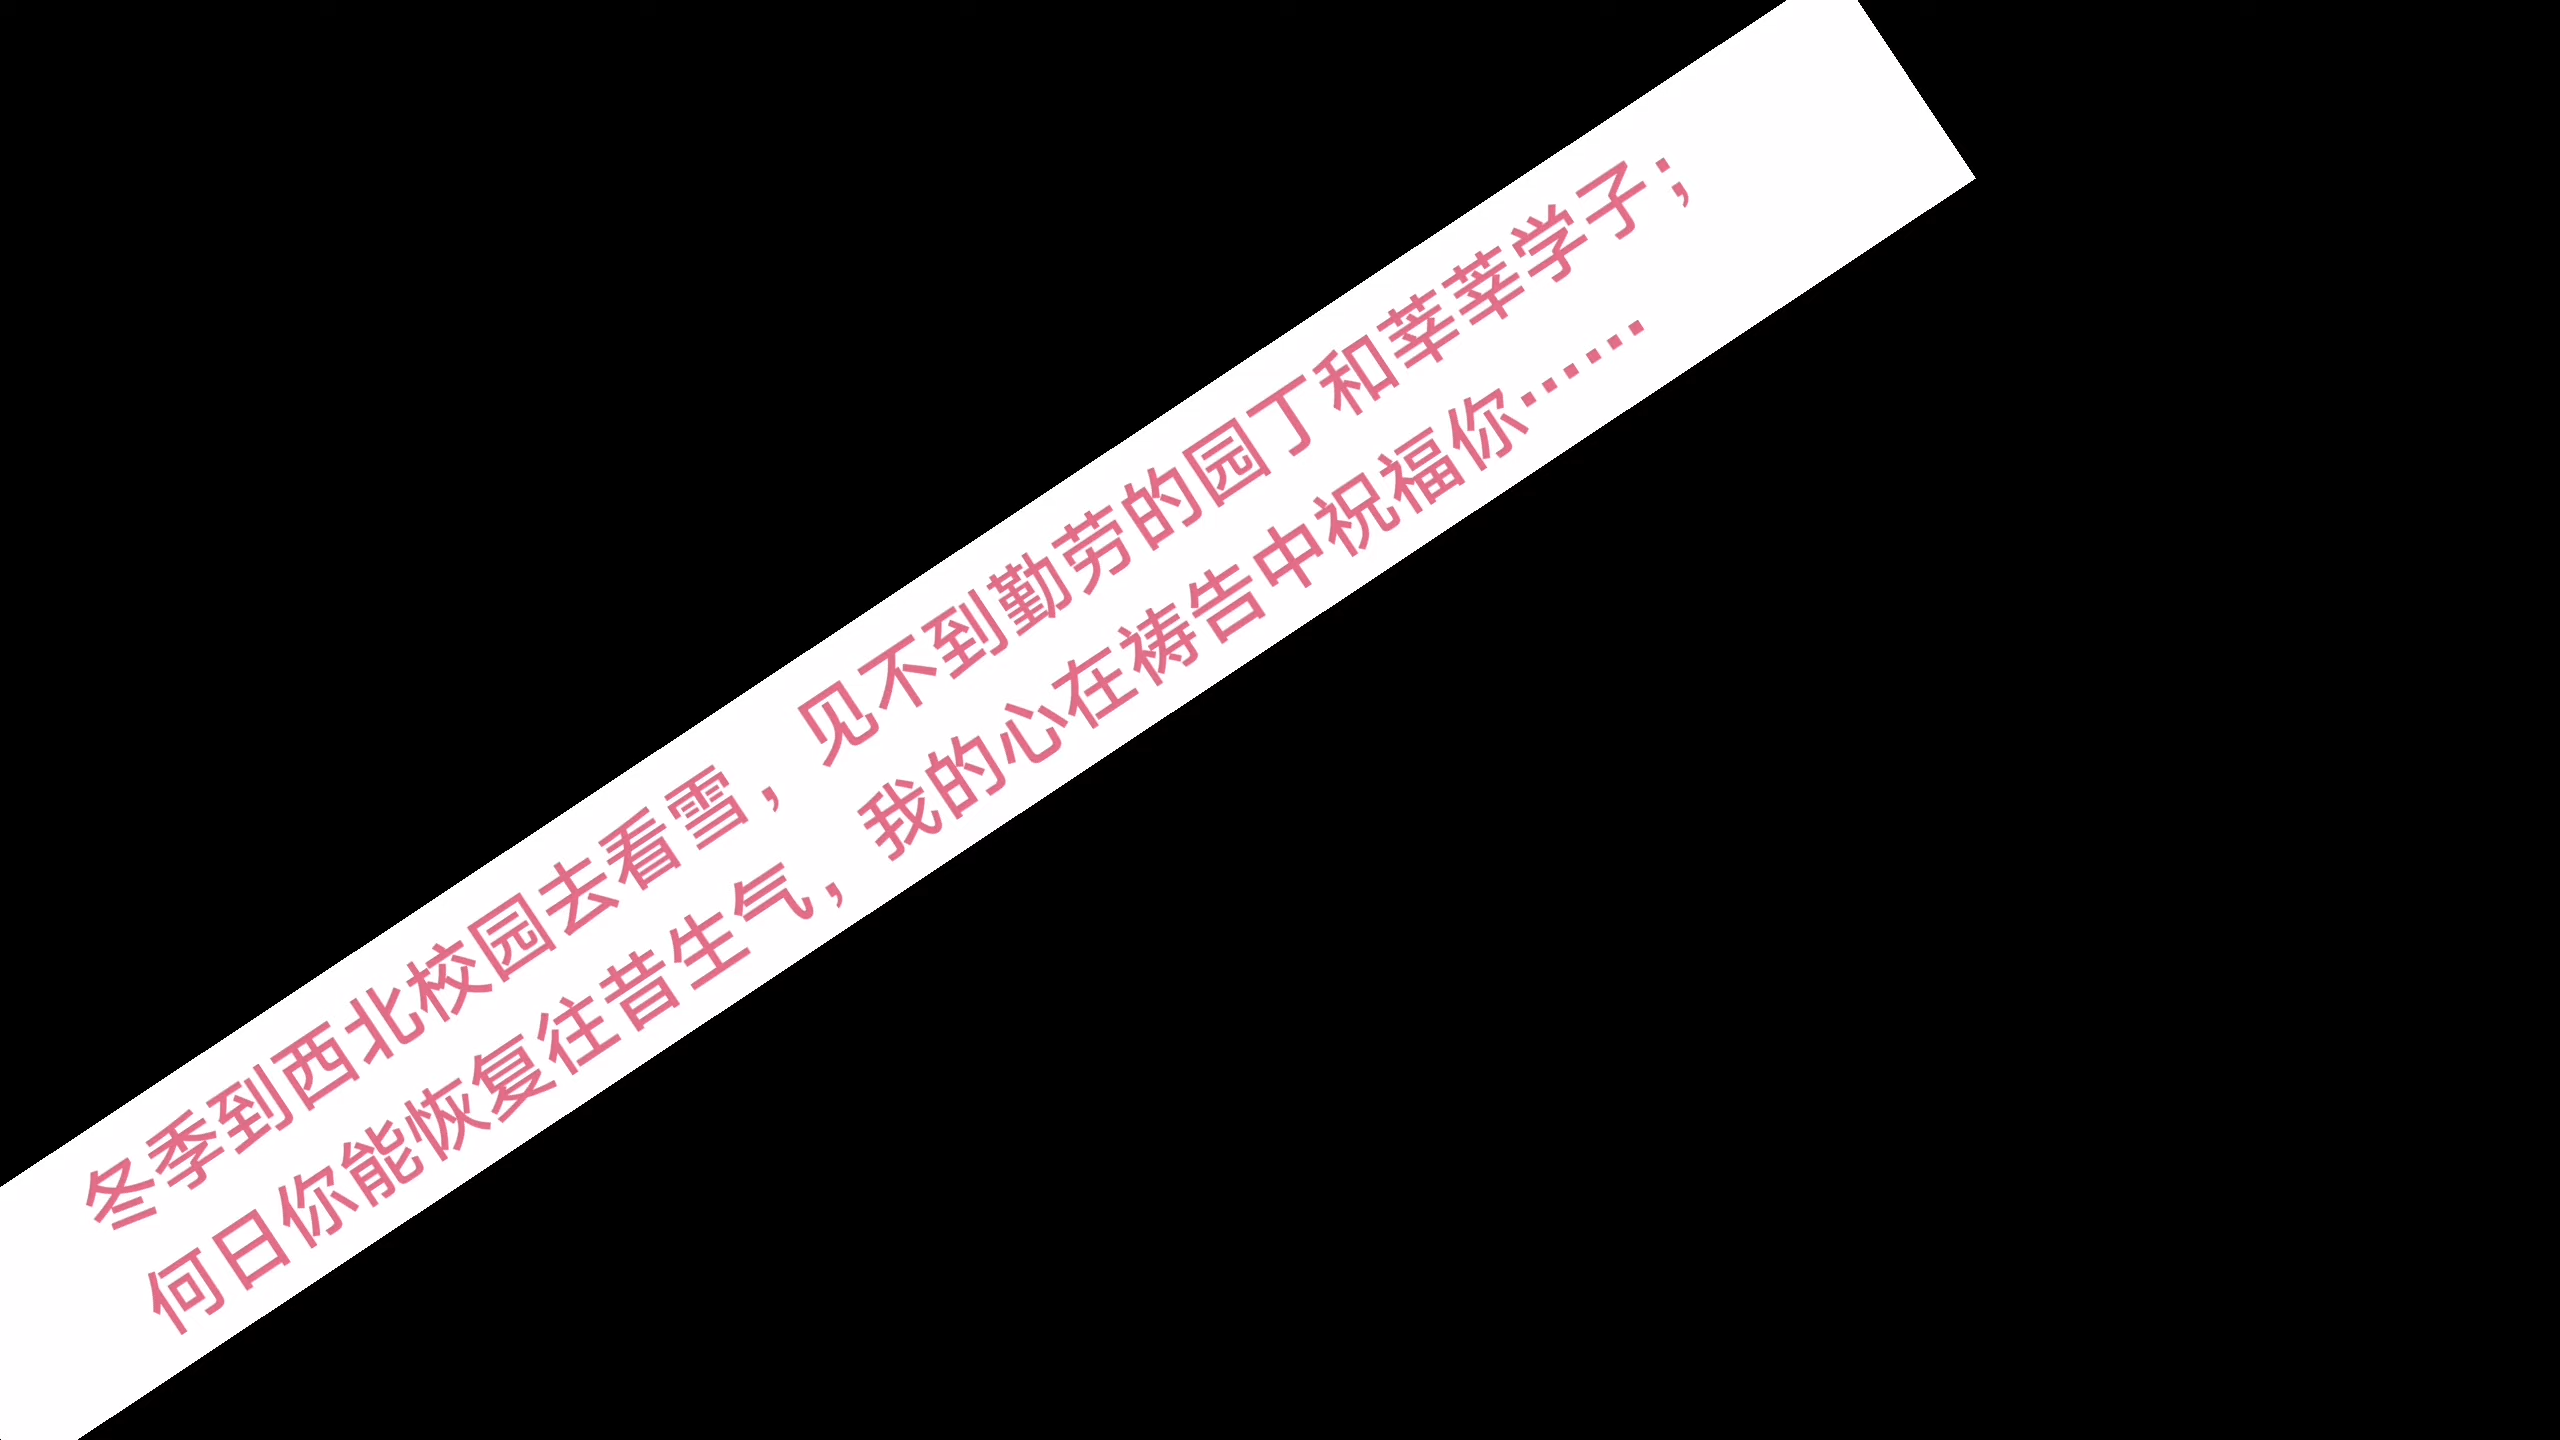 冬季到西北校园去看雪，见不到勤劳的园丁和莘莘学子；
何日你能恢复往昔生气，我的心在祷告中祝福你……